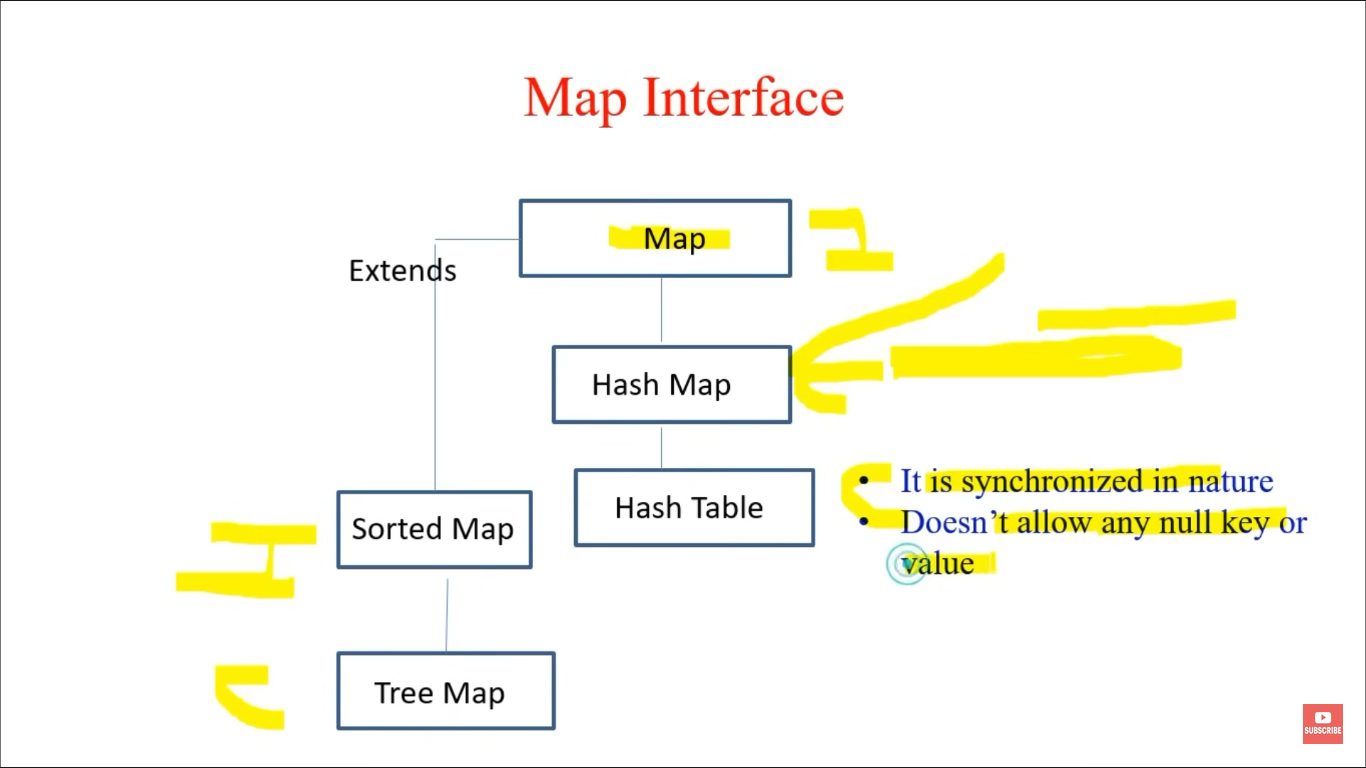 Map Interface
Map
Extends
Hash Map
Hash Table
• It is synchronized in nature
• Doesn't allow any null key or
value
Sorted Map
Tree Map
SUBSCRIBE